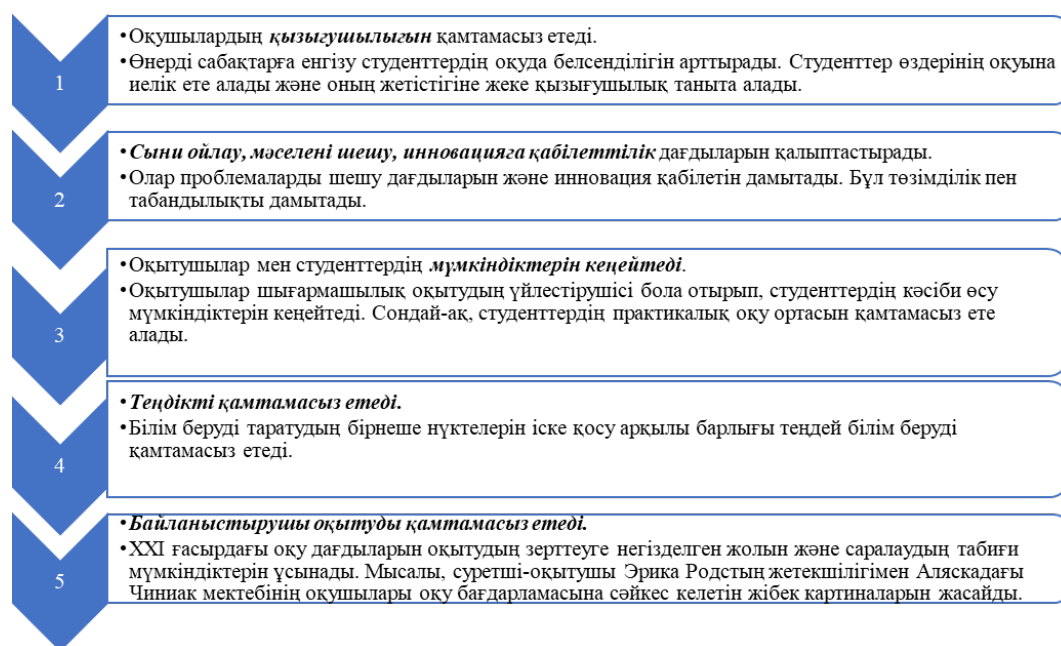 1
•Оқушылардың қызығушылығын қамтамасыз етеді.
•Өнерді сабақтарға енгізу студенттердің оқуда белсенділігін арттырады. Студенттер өздерінің оқуына
иелік ете алады және оның жетістігіне жеке қызығушылық таныта алады.
2
•Сыни ойлау, мәселені шешу, инновацияга қабілеттілік дағдыларын қалыптастырады.
•Олар проблемаларды шешу дағдыларын және инновация қабілетін дамытады. Бұл төзімділік пен
табандылықты дамытады.
3
•Оқытушылар мен студенттердің мүмкіндіктерін кеңейтеді.
•Оқытушылар шығармашылық оқытудың үйлестірушісі бола отырып, студенттердің кәсіби өсу
мүмкіндіктерін кеңейтеді. Сондай-ақ, студенттердің практикалық оқу ортасын қамтамасыз ете
алады.
4
•Теңдікті қамтамасыз етеді.
•Білім беруді таратудың бірнеше нүктелерін іске қосу арқылы барлығы теңдей білім беруді
қамтамасыз етеді.
5
•Байланыстырушы оқытуды қамтамасыз етеді.
•XXI ғасырдағы оқу дағдыларын оқытудың зерттеуге негізделген жолын және саралаудың табиғи
мүмкіндіктерін ұсынады. Мысалы, суретші-оқытушы Эрика Родстың жетекшілігімен Аляскадағы
Чиниак мектебінің оқушылары оқу бағдарламасына сәйкес келетін жібек картиналарын жасайды.